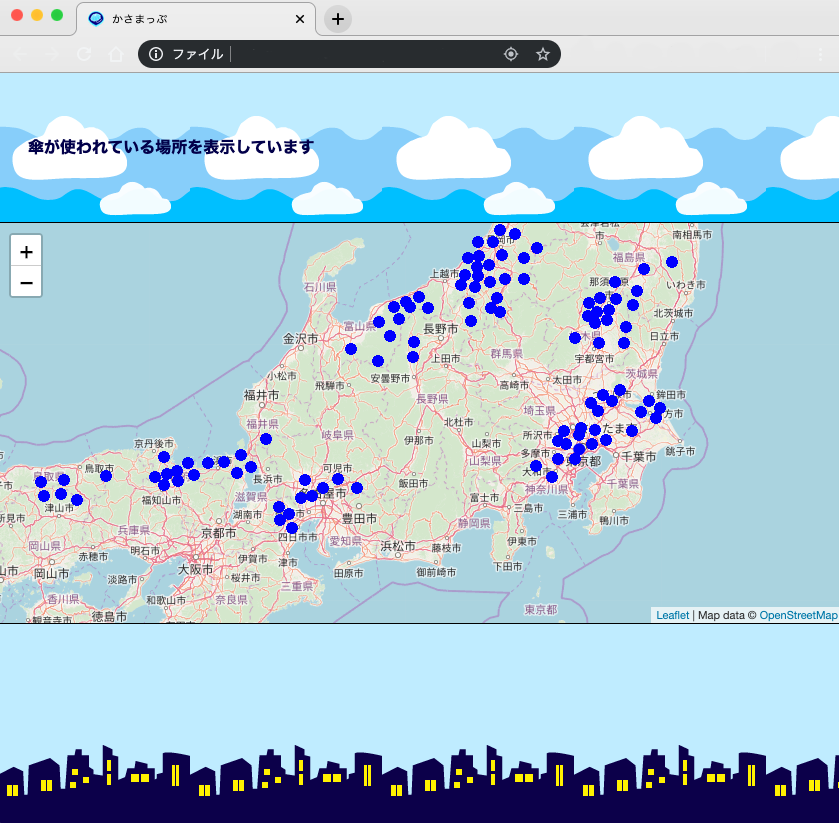 かさまっぷ
ファイル
傘が使われている場所を表示しています
+
−
南相馬市
福島県
いわき市
上越市
石川県
北茨城市
富山県
長野市
日立市
金沢市
群馬県
上田市
宇都宮市
小松市
安曇野市
太田市
茨城県
飛騨市
高崎市
福井市
長野県
鉾田市
埼玉県
福井県
北杜市
岐阜県
伊那市
所沢市
京丹後市
山梨市
多摩市
千葉市
銚子市
鳥取市
可児市
山梨県
長浜市
飯田市
神奈川県
千葉県
福知山市
滋賀県
富士市
津山市
三島市
湖南市
豊田市
三浦市
鴨川市
静岡県
兵庫県
京都市
四日市市
愛知県
伊東市
岡山県
明石市
浜松市
藤枝市
赤穂市
伊賀市
津市
下田市
岡山市
大阪市
田原市
御前崎市
淡路市
桜井市
三重県
香川県
和歌山市
奈良県
東京都
徳島市
観音寺市
Leaflet | Map data © OpenStreetMap